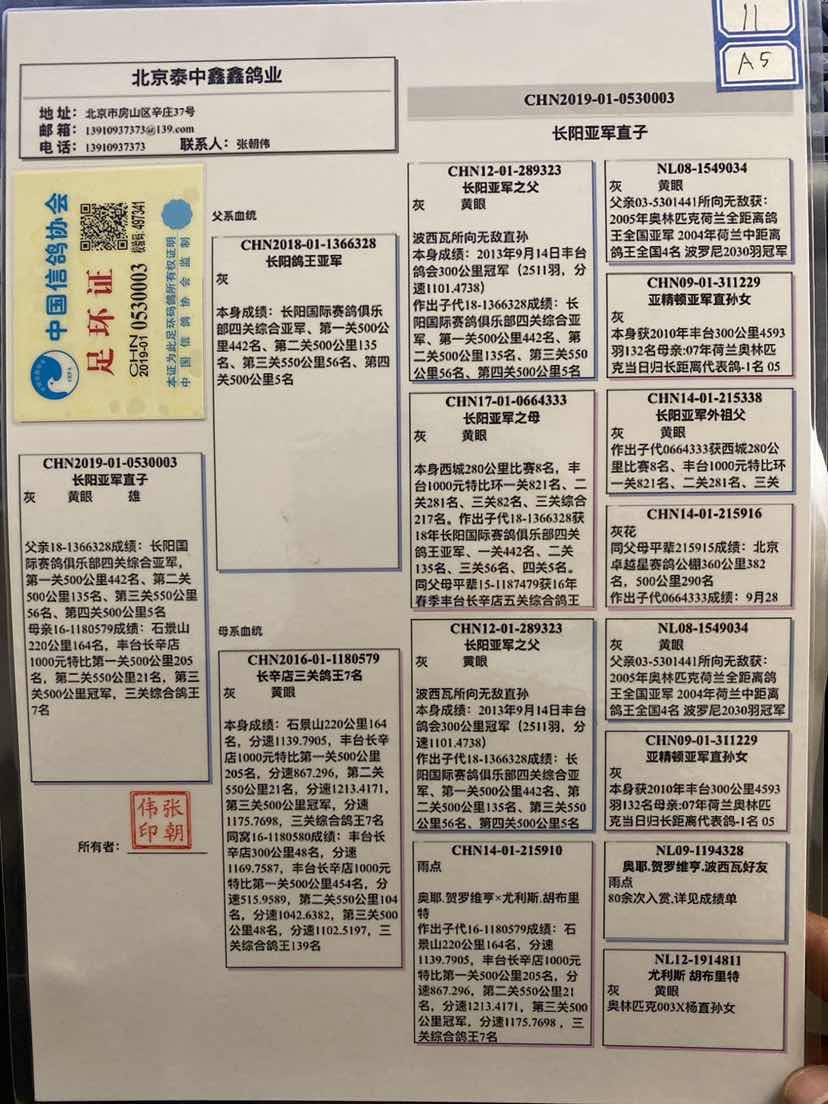 11
A5
北京泰中鑫鑫鸽业
地 址： 北京市房山区辛庄37号
邮 箱： 13910937373@139.com
电 话： 13910937373 联系人： 张朝伟
CHN2019-01-0530003
长阳亚军直子
中国信鸽协会
足环证
CHN
2019-01 0530003 497341
本证为此足环码鸽所有权证明
中国信鸽协会监制
CHN2019-01-0530003
长阳亚军直子
灰 黄眼 雄
父亲18-1366328成绩：长阳国
际赛鸽俱乐部四关综合亚军，
第一关500公里442名、第二关
500公里135名、第三关550公里
56名、第四关500公里5名
母亲16-1180579成绩：石景山
220公里164名，丰台长辛店
1000元特比第一关500公里205
名，第二关550公里21名，第三
关500公里冠军，三关综合鸽王
7名
所有者：
张朝伟印
父系血统
CHN2018-01-1366328
长阳鸽王亚军
灰
本身成绩：长阳国际赛鸽俱乐
部四关综合亚军、第一关500公
里442名、第二关500公里135
名、第三关550公里56名、第四
关500公里5名
母系血统
CHN2016-01-1180579
长辛店三关鸽王7名
灰 黄眼
本身成绩：石景山220公里164
名，分速1139.7905，丰台长辛
店1000元特比第一关500公里
205名，分速867.296，第二关
550公里21名，分速1213.4171，
第三关500公里冠军，分速
1175.7698，三关综合鸽王7名
同窝16-1180580成绩：丰台长
辛店300公里48名，分速
1169.7587，丰台长辛店1000元
特比第一关500公里454名，分
速515.9589，第二关550公里104
名，分速1042.6382，第三关500
公里48名，分速1102.5197，三
关综合鸽王139名
CHN12-01-289323
长阳亚军之父
灰 黄眼
波西瓦所向无敌直孙
本身成绩：2013年9月14日丰台
鸽会300公里冠军（2511羽，分
速1101.4738）
作出子代18-1366328成绩：长
阳国际赛鸽俱乐部四关综合亚
军、第一关500公里442名、第
二关500公里135名、第三关550
公里56名、第四关500公里5名
CHN17-01-0664333
长阳亚军之母
灰 黄眼
本身西城280公里比赛8名，丰
台1000元特比环一关821名、二
关281名、三关82名、三关综合
217名。作出子代18-1366328获
18年长阳国际赛鸽俱乐部四关
鸽王亚军、一关442名、二关
135名、三关56名、四关5名。
同父母平辈15-1187479获16年
春季丰台长辛店五关综合鸽王
CHN12-01-289323
长阳亚军之父
灰 黄眼
波西瓦所向无敌直孙
本身成绩：2013年9月14日丰台
鸽会300公里冠军（2511羽，分
速1101.4738）
作出子代18-1366328成绩：长
阳国际赛鸽俱乐部四关综合亚
军、第一关500公里442名、第
二关500公里135名、第三关550
公里56名、第四关500公里5名
CHN14-01-215910
雨点
奥耶.贺罗维亨×尤利斯.胡布里
特
作出子代16-1180579成绩：石
景山220公里164名，分速
1139.7905，丰台长辛店1000元
特比第一关500公里205名，分
速867.296，第二关550公里21
名，分速1213.4171，第三关500
公里冠军，分速1175.7698 ，三
关综合鸽王7名
NL08-1549034
灰 黄眼
父亲03-5301441所向无敌获：
2005年奥林匹克荷兰全距离鸽
王全国亚军 2004年荷兰中距离
鸽王全国4名 波罗尼2030羽冠军
CHN09-01-311229
亚精顿亚军直孙女
灰
本身获2010年丰台300公里4593
羽132名母亲:07年荷兰奥林匹
克当日归长距离代表鸽-1名 05
CHN14-01-215338
长阳亚军外祖父
灰 黄眼
作出子代0664333获西城280公
里比赛8名、丰台1000元特比环
一关821名、二关281名、三关
CHN14-01-215916
灰花
同父母平辈215915成绩：北京
卓越星赛鸽公棚360公里382
名，500公里290名
作出子代0664333成绩：9月28
NL08-1549034
灰 黄眼
父亲03-5301441所向无敌获：
2005年奥林匹克荷兰全距离鸽
王全国亚军 2004年荷兰中距离
鸽王全国4名 波罗尼2030羽冠军
CHN09-01-311229
亚精顿亚军直孙女
灰
本身获2010年丰台300公里4593
羽132名母亲:07年荷兰奥林匹
克当日归长距离代表鸽-1名 05
NL09-1194328
奥耶.贺罗维亨.波西瓦好友
雨点
80余次入赏,详见成绩单
NL12-1914811
尤利斯 胡布里特
灰 黄眼
奥林匹克003X杨直孙女